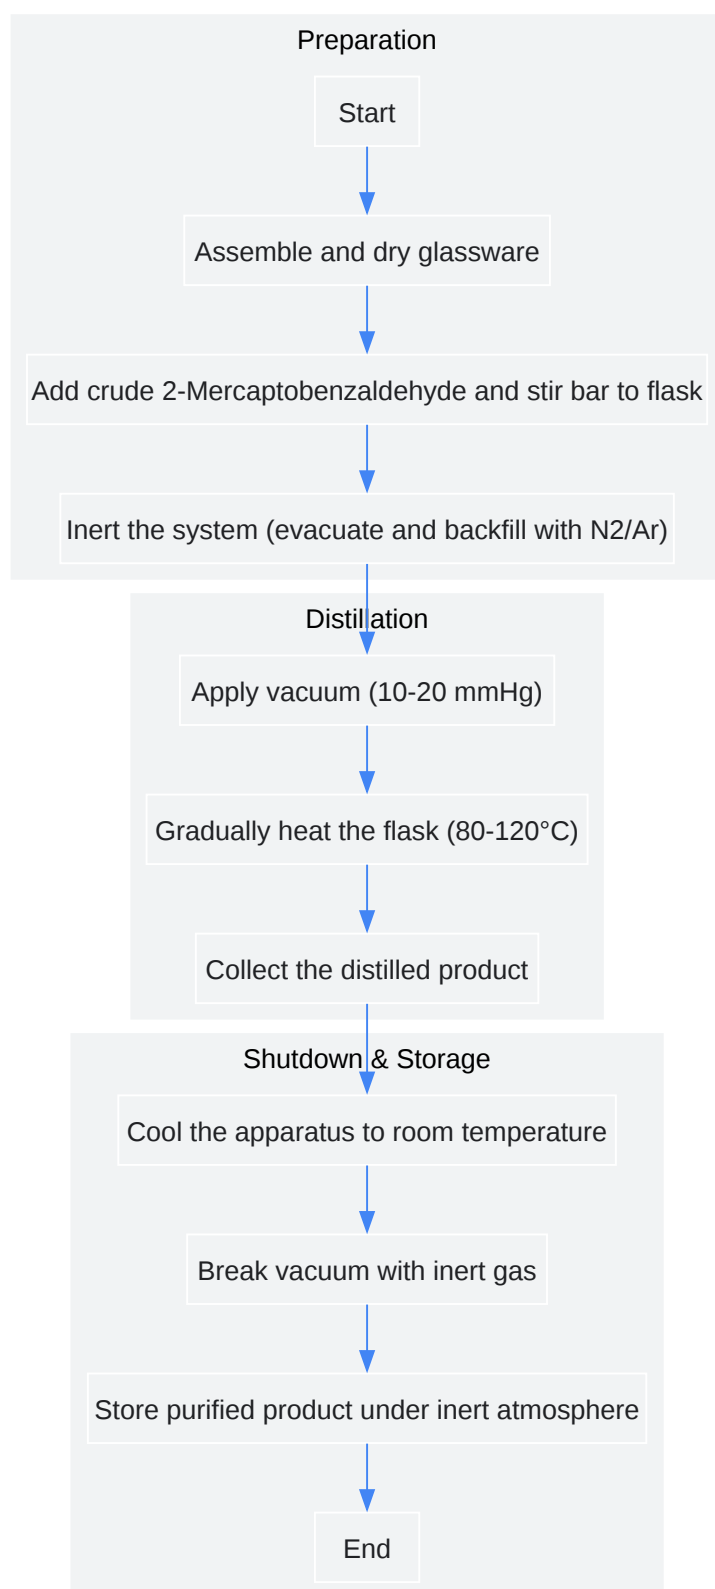 Preparation
Start
Assemble and dry glassware
Add crude 2-Mercaptobenzaldehyde and stir bar to flask
Inert the system (evacuate and backfill with N2/Ar)
Distillation
Apply vacuum (10-20 mmHg)
Gradually heat the flask (80-120°C)
Collect the distilled product
Shutdown & Storage
Cool the apparatus to room temperature
Break vacuum with inert gas
Store purified product under inert atmosphere
End